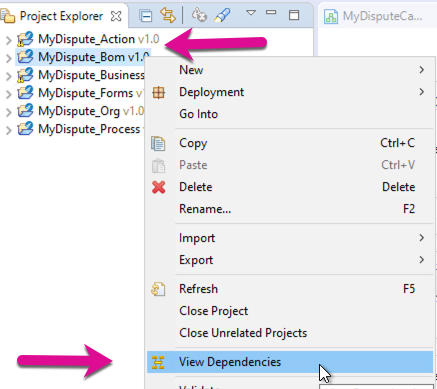 Project Explorer
MyDisputeCa...
MyDispute_Action v1.0
MyDispute_Bom v1.0
MyDispute_Business
MyDispute_Forms
MyDispute_Org v1.0
MyDispute_Process
New
Deployment
Go Into
Copy Ctrl+C
Paste Ctrl+V
Delete Delete
Rename... F2
Import
Export
Refresh F5
Close Project
Close Unrelated Projects
View Dependencies